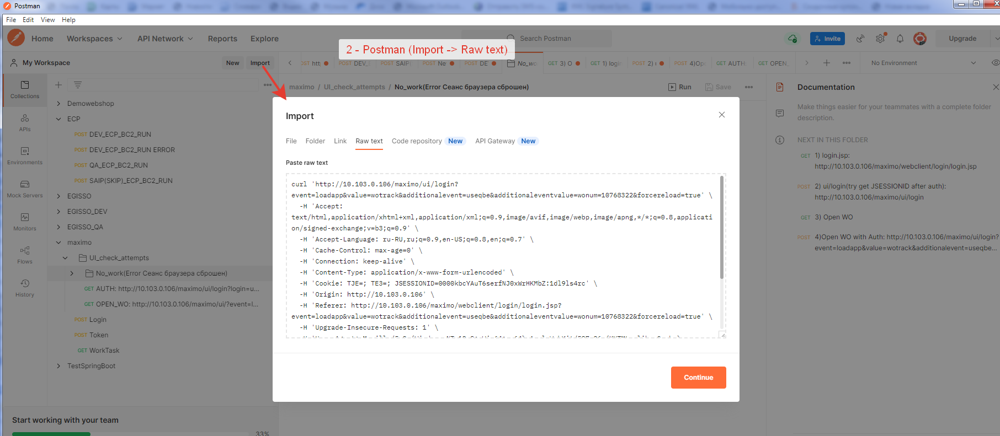 Postman
File Edit View Help
Home Workspaces API Network Reports Explore
Search Postman
Invite
Upgrade
2 - Postman (Import -> Raw text)
My Workspace
New Import
POST DEV_
POST SAIP(
POST
POST DE
No_wo
GET 3) O
GET 1) login
POST 2)
POST 4)Ope
GET AUTH:
GET OPEN_
No Environment
maximo / UI_check_attempts / No_work(Error Сеанс браузера сброшен)
Run
Save
Collections
APIs
Environments
Mock Servers
Monitors
Flows
History
Demowebshop
ECP
POST DEV_ECP_BC2_RUN
POST DEV_ECP_BC2_RUN ERROR
POST QA_ECP_BC2_RUN
POST SAIP(SKIP)_ECP_BC2_RUN
EGISSO
EGISSO_DEV
EGISSO_QA
maximo
UI_check_attempts
No_work(Error Сеанс браузера сброшен)
GET AUTH: http://10.103.0.106/maximo/ui/login?login=u...
GET OPEN_WO: http://10.103.0.106/maximo/ui/?event=l...
POST Login
POST Token
GET WorkTask
TestSpringBoot
Start working with your team
33%
Import
File Folder Link Raw text Code repository New API Gateway New
Paste raw text
curl 'http://10.103.0.106/maximo/ui/login?
event=loadapp&value=wotrack&additionalevent=useqbe&additionaleventvalue=wonum=10768322&forcereload=true' \
-H 'Accept:
text/html,application/xhtml+xml,application/xml;q=0.9,image/avif,image/webp,image/apng,*/*;q=0.8,applicati
on/signed-exchange;v=b3;q=0.9' \
-H 'Accept-Language: ru-RU,ru;q=0.9,en-US;q=0.8,en;q=0.7' \
-H 'Cache-Control: max-age=0' \
-H 'Connection: keep-alive' \
-H 'Content-Type: application/x-www-form-urlencoded' \
-H 'Cookie: TJE=; TE3=; JSESSIONID=0000kbcYAuT6serfNJ0xWrHKMbZ:1dl9ls4rc' \
-H 'Origin: http://10.103.0.106' \
-H 'Referer: http://10.103.0.106/maximo/webclient/login/login.jsp?
event=loadapp&value=wotrack&additionalevent=useqbe&additionaleventvalue=wonum=10768322&forcereload=true' \
-H 'Upgrade-Insecure-Requests: 1' \
Continue
Documentation
Make things easier for your teammates with a complete folder
description.
NEXT IN THIS FOLDER
GET 1) login.jsp:
http://10.103.0.106/maximo/webclient/login/login.jsp
POST 2) ui/login(try get JSESSIONID after auth):
http://10.103.0.106/maximo/ui/login
GET 3) Open WO
POST 4)Open WO with Auth: http://10.103.0.106/maximo/ui/login?
event=loadapp&value=wotrack&additionalevent=useqbe...